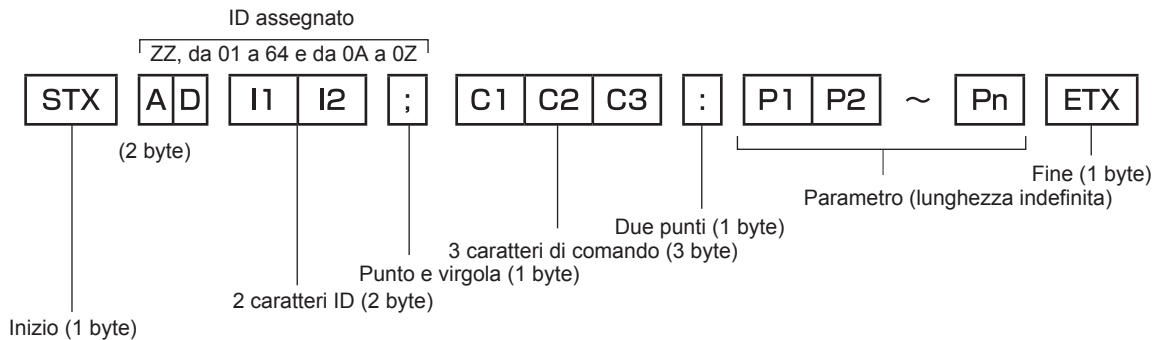 ID assegnato
ZZ, da 01 a 64 e da 0A a 0Z
STX A D I1 I2 ; C1 C2 C3 : P1 P2 ~ Pn ETX
(2 byte)
Fine (1 byte)
Parametro (lunghezza indefinita)
Due punti (1 byte)
3 caratteri di comando (3 byte)
Punto e virgola (1 byte)
2 caratteri ID (2 byte)
Inizio (1 byte)